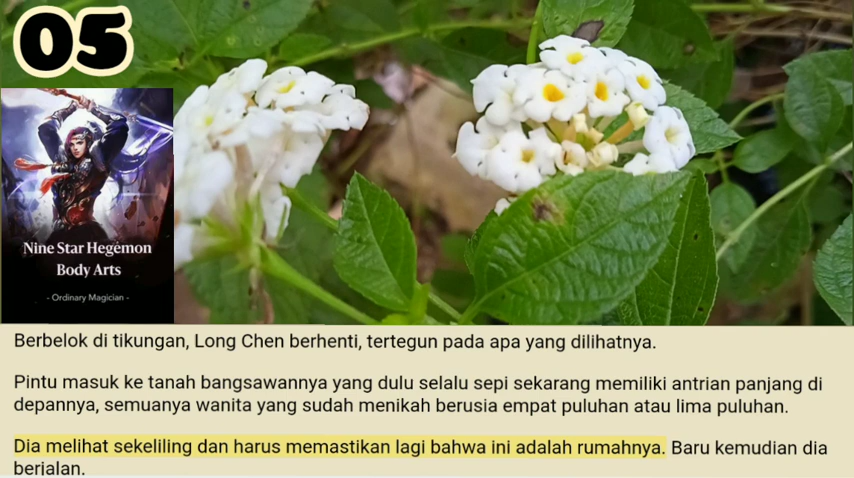 05
Nine Star Hegemon
Body Arts
- Ordinary Magician -
Berbelok di tikungan, Long Chen berhenti, tertegun pada apa yang dilihatnya.
Pintu masuk ke tanah bangsawannya yang dulu selalu sepi sekarang memiliki antrian panjang di
depannya, semuanya wanita yang sudah menikah berusia empat puluhan atau lima puluhan.
Dia melihat sekeliling dan harus memastikan lagi bahwa ini adalah rumahnya. Baru kemudian dia
berjalan.